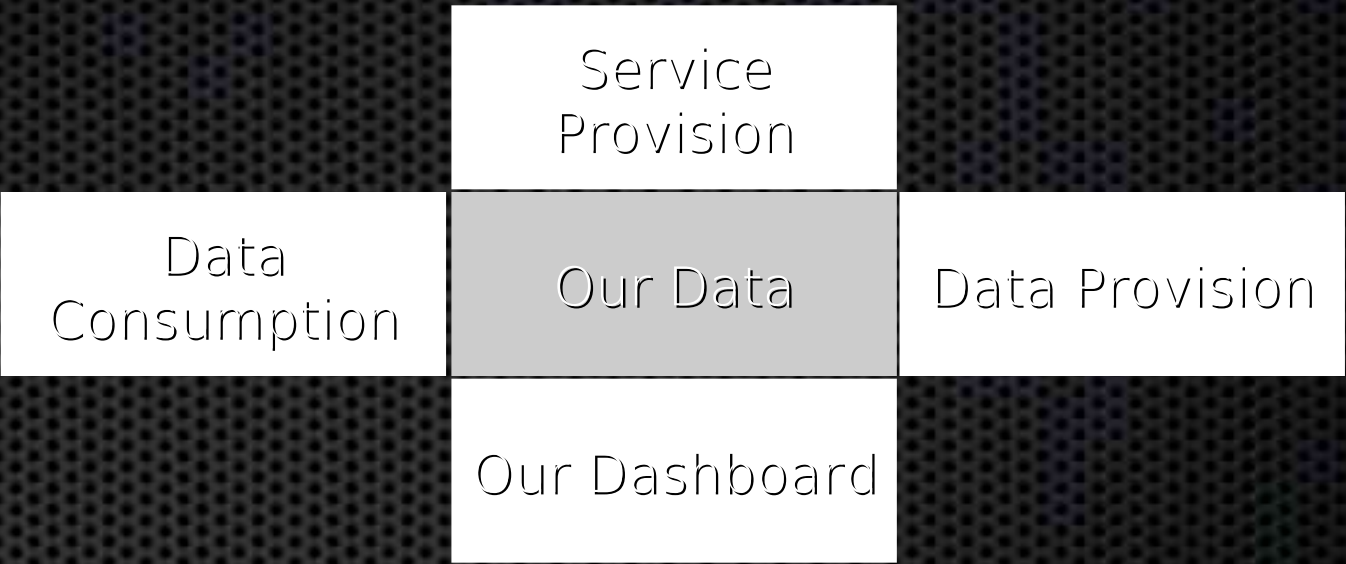 Service
Provision
Data
Consumption
Our Data
Data Provision
Our Dashboard